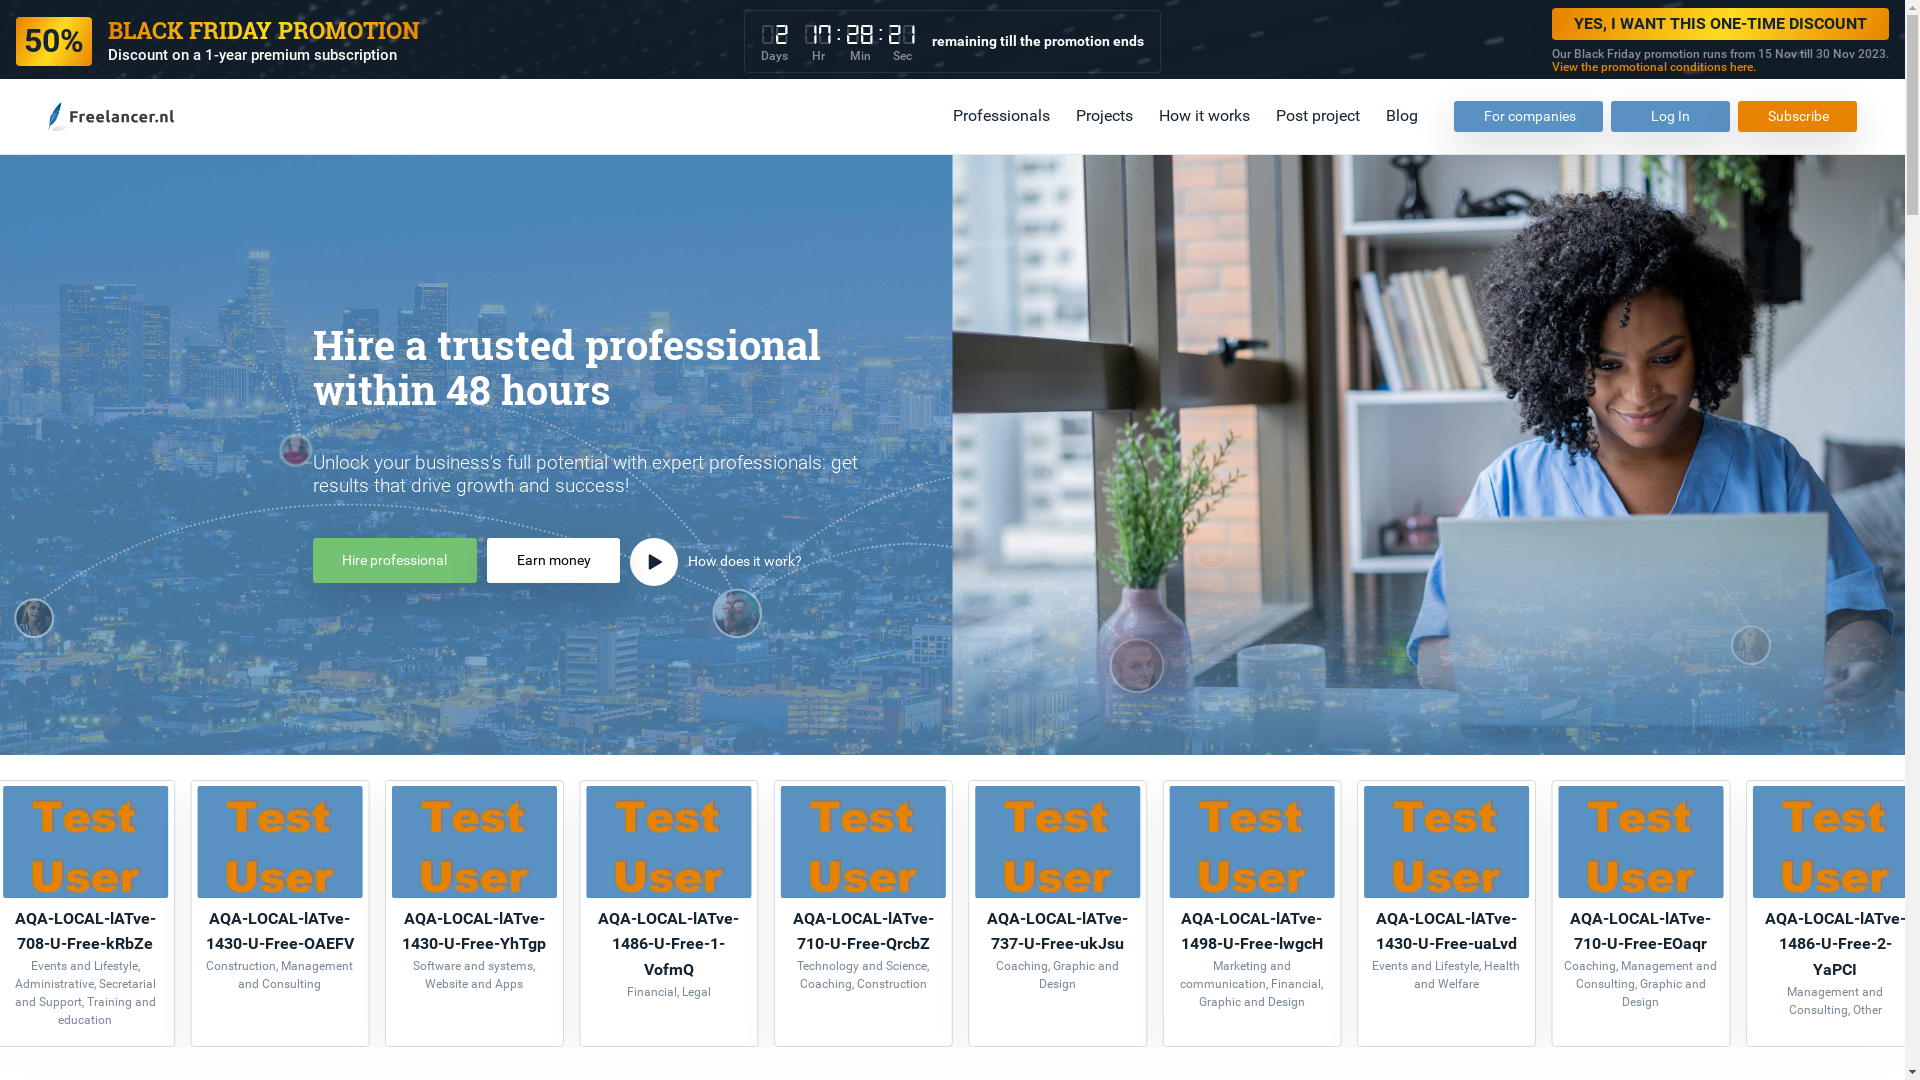 50%
BLACK FRIDAY PROMOTION
Discount on a 1-year premium subscription
2 17 : 28 : 21
Days Hr Min Sec
remaining till the promotion ends
YES, I WANT THIS ONE-TIME DISCOUNT
Our Black Friday promotion runs from 15 Nov till 30 Nov 2023.
View the promotional conditions here.
Freelancer.nl
Professionals Projects How it works Post project Blog For companies Log In Subscribe
Hire a trusted professional
within 48 hours
Unlock your business's full potential with expert professionals: get
results that drive growth and success!
Hire professional Earn money How does it work?
Test
User
AQA-LOCAL-lATve-
708-U-Free-kRbZe
Events and Lifestyle,
Administrative, Secretarial
and Support, Training and
education
Test
User
AQA-LOCAL-lATve-
1430-U-Free-OAEFV
Construction, Management
and Consulting
Test
User
AQA-LOCAL-lATve-
1430-U-Free-YhTgp
Software and systems,
Website and Apps
Test
User
AQA-LOCAL-lATve-
1486-U-Free-1-
VofmQ
Financial, Legal
Test
User
AQA-LOCAL-lATve-
710-U-Free-QrcbZ
Technology and Science,
Coaching, Construction
Test
User
AQA-LOCAL-lATve-
737-U-Free-ukJsu
Coaching, Graphic and
Design
Test
User
AQA-LOCAL-lATve-
1498-U-Free-lwgcH
Marketing and
communication, Financial,
Graphic and Design
Test
User
AQA-LOCAL-lATve-
1430-U-Free-uaLvd
Events and Lifestyle, Health
and Welfare
Test
User
AQA-LOCAL-lATve-
710-U-Free-EOaqr
Coaching, Management and
Consulting, Graphic and
Design
Test
User
AQA-LOCAL-lATve-
1486-U-Free-2-
YaPCI
Management and
Consulting, Other